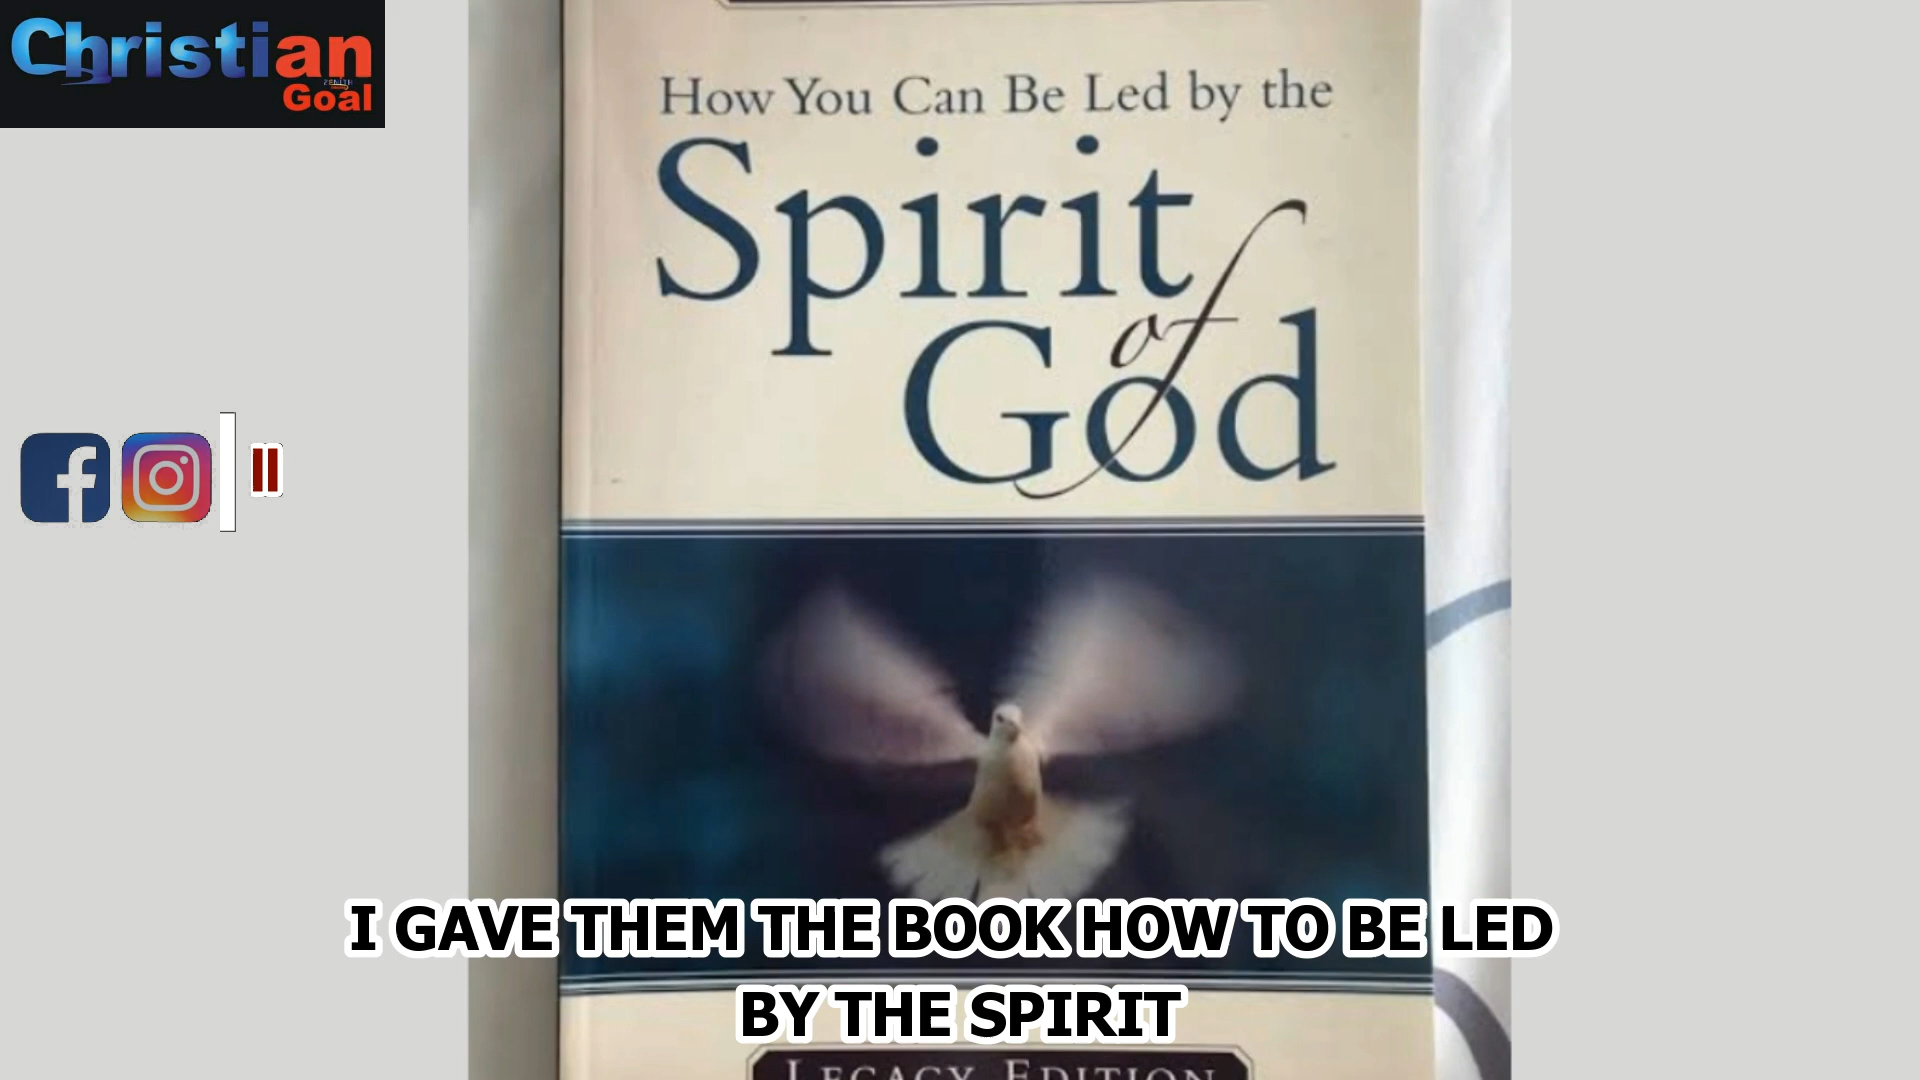 Christian
Goal
How You Can Be Led by the
Spirit
of
God
I GAVE THEM THE BOOK HOW TO BE LED
BY THE SPIRIT
LEGACY EDITION